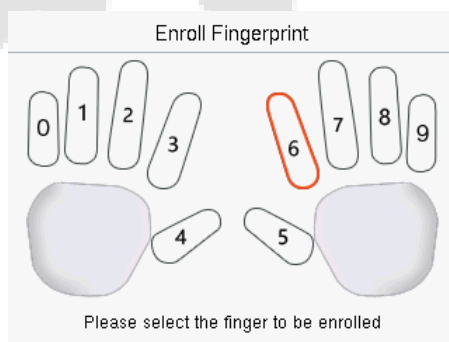 Enroll Fingerprint
0 1 2 3 6 7 8 9
4 5
Please select the finger to be enrolled